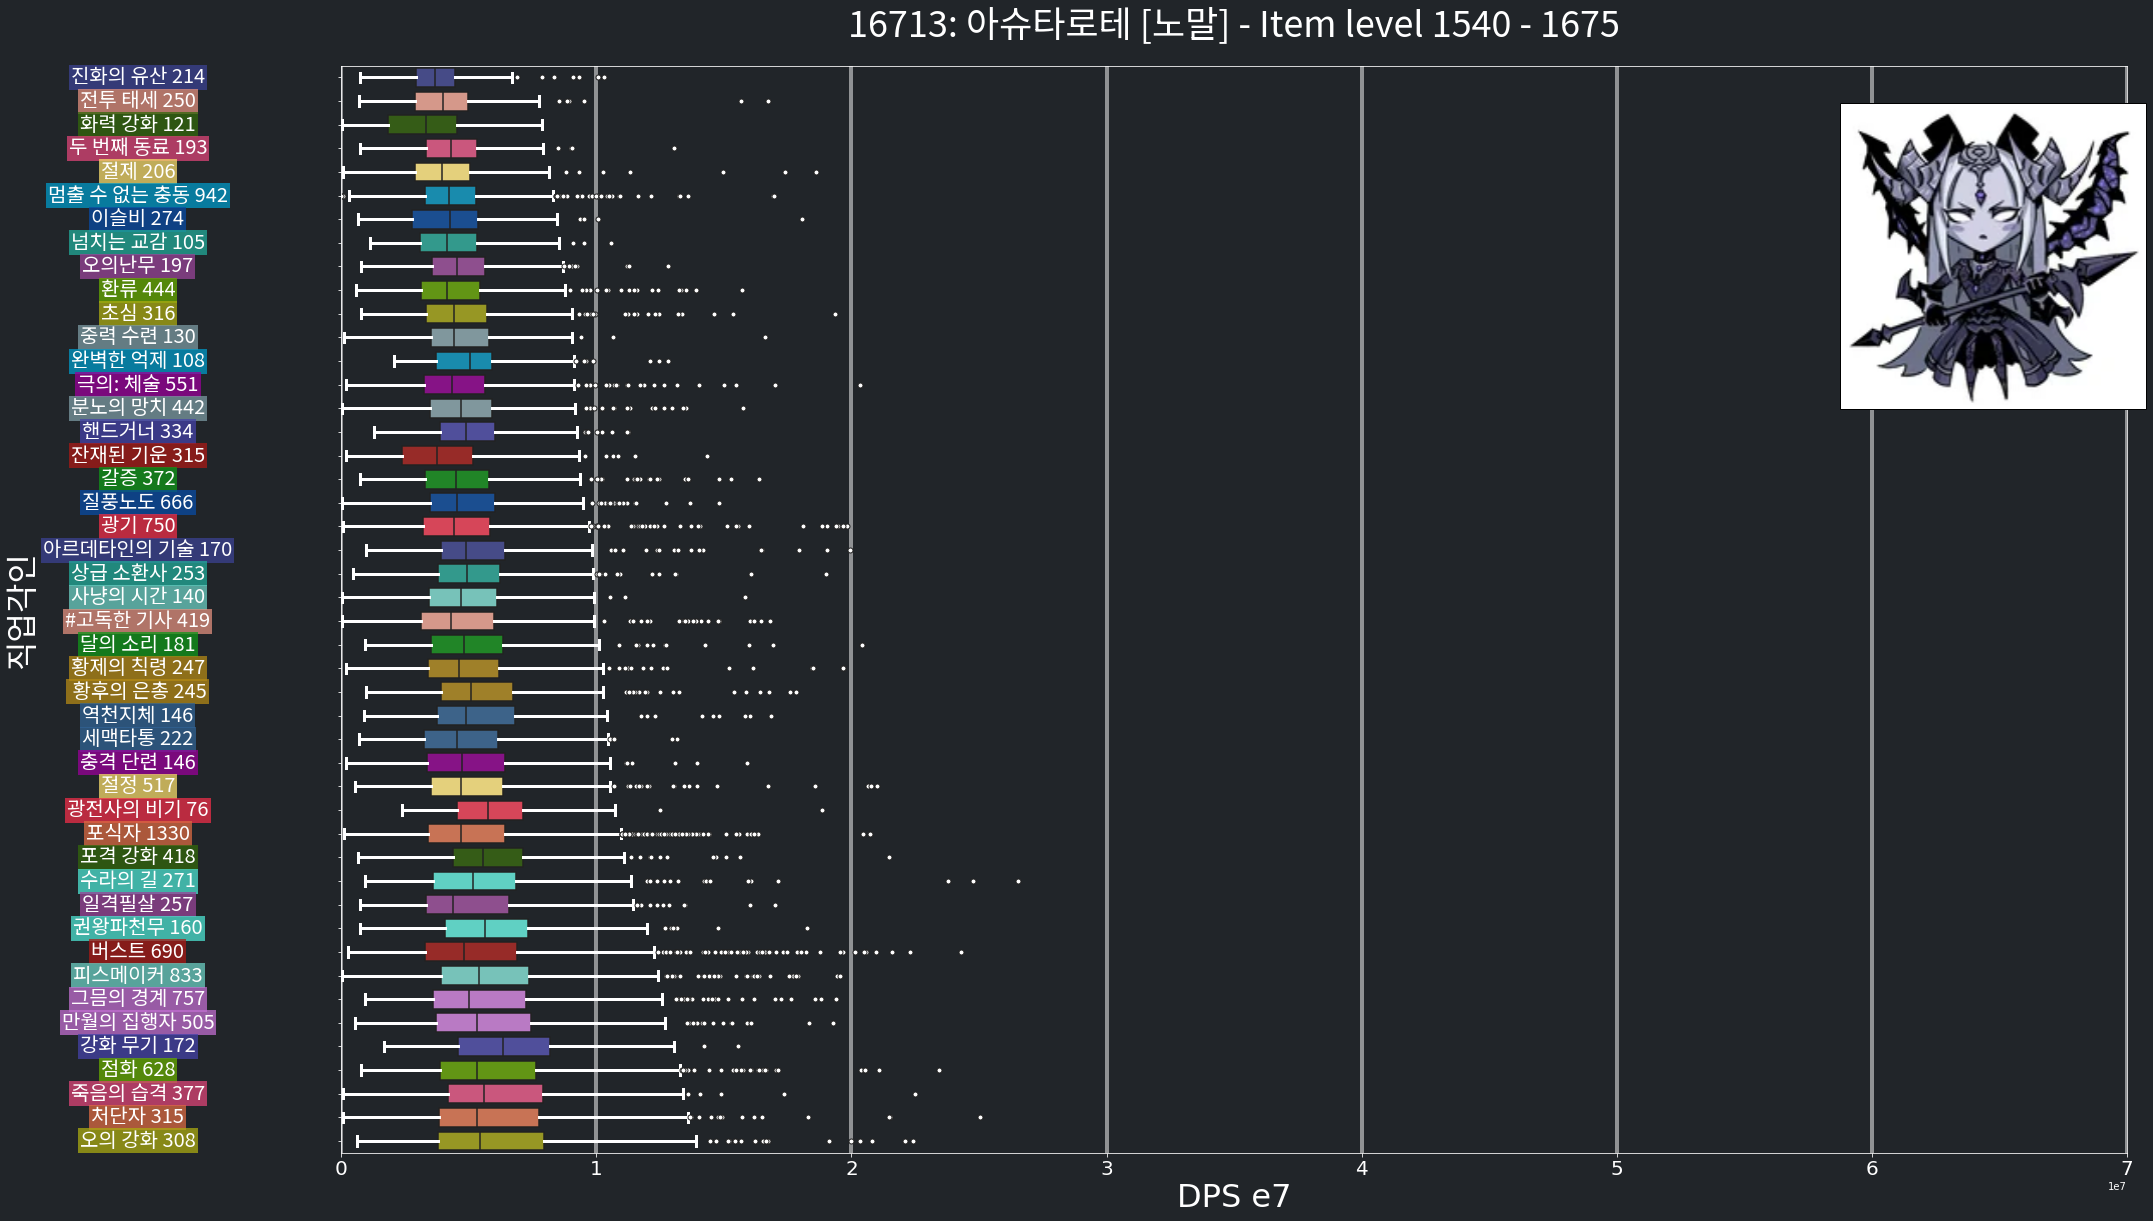 16713: 아슈타로테 [노말] - Item level 1540 - 1675
진화의 유산 214
전투 태세 250
화력 강화 121
두 번째 동료 193
절제 206
멈출 수 없는 충동 942
이슬비 274
넘치는 교감 105
오의난무 197
환류 444
초심 316
중력 수련 130
완벽한 억제 108
극의: 체술 551
분노의 망치 442
핸드거너 334
잔재된 기운 315
갈증 372
질풍노도 666
광기 750
아르데타인의 기술 170
상급 소환사 253
사냥의 시간 140
#고독한 기사 419
달의 소리 181
황제의 칙령 247
황후의 은총 245
역천지체 146
세맥타통 222
충격 단련 146
절정 517
광전사의 비기 76
포식자 1330
포격 강화 418
수라의 길 271
일격필살 257
권왕파천무 160
버스트 690
피스메이커 833
그믐의 경계 757
만월의 집행자 505
강화 무기 172
점화 628
죽음의 습격 377
처단자 315
오의 강화 308
직업각인
0 1 2 3 4 5 6 7
1e7
DPS e7